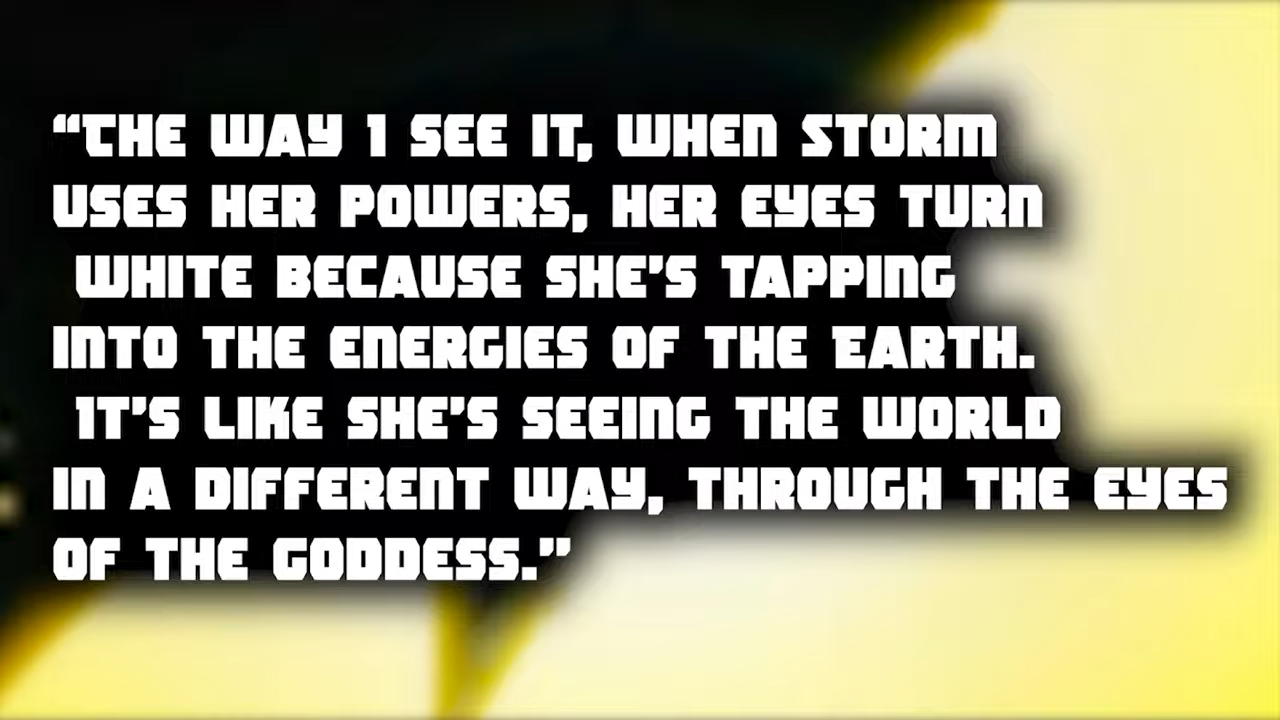 “THE WAY I SEE IT, WHEN STORM
USES HER POWERS, HER EYES TURN
WHITE BECAUSE SHE’S TAPPING
INTO THE ENERGIES OF THE EARTH.
IT’S LIKE SHE’S SEEING THE WORLD
IN A DIFFERENT WAY, THROUGH THE EYES
OF THE GODDESS.”